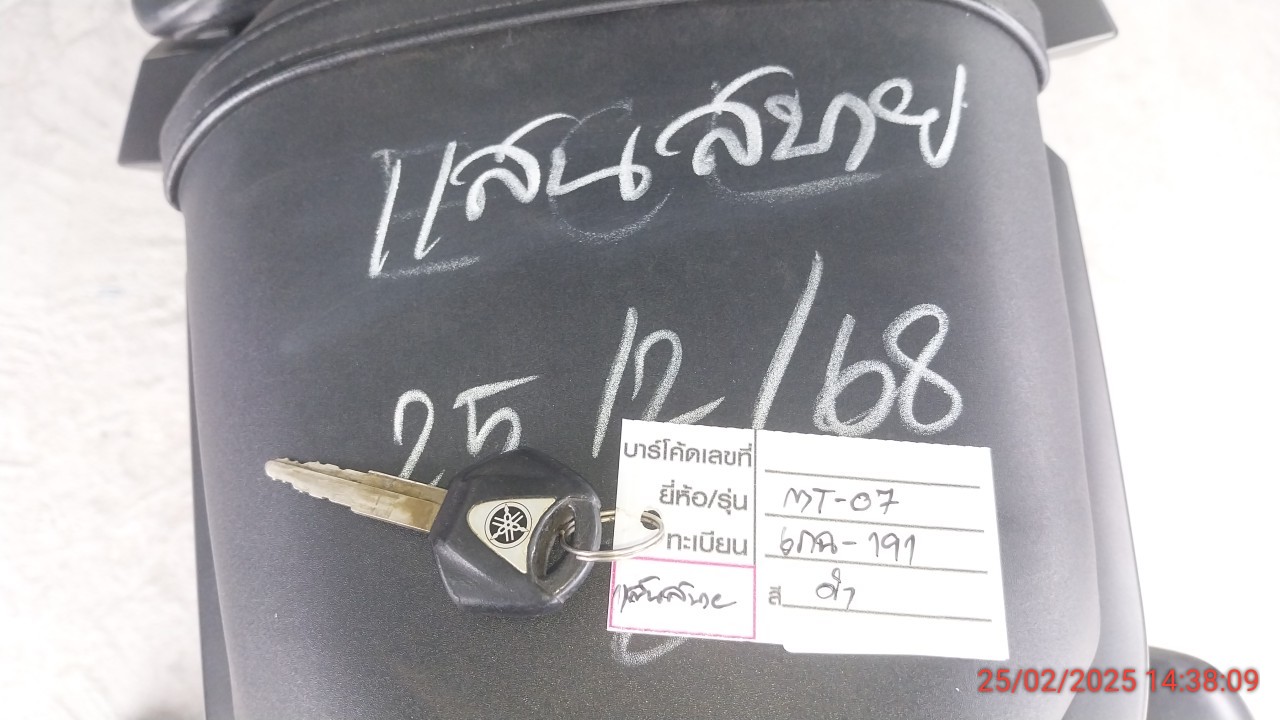 แสนสบาย
25/2/68
บาร์โค้ดเลขที่
ยี่ห้อ/รุ่น MT-07
ทะเบียน 6กฉ-191
แสนสบาย สี ดำ
25/02/2025 14:38:09